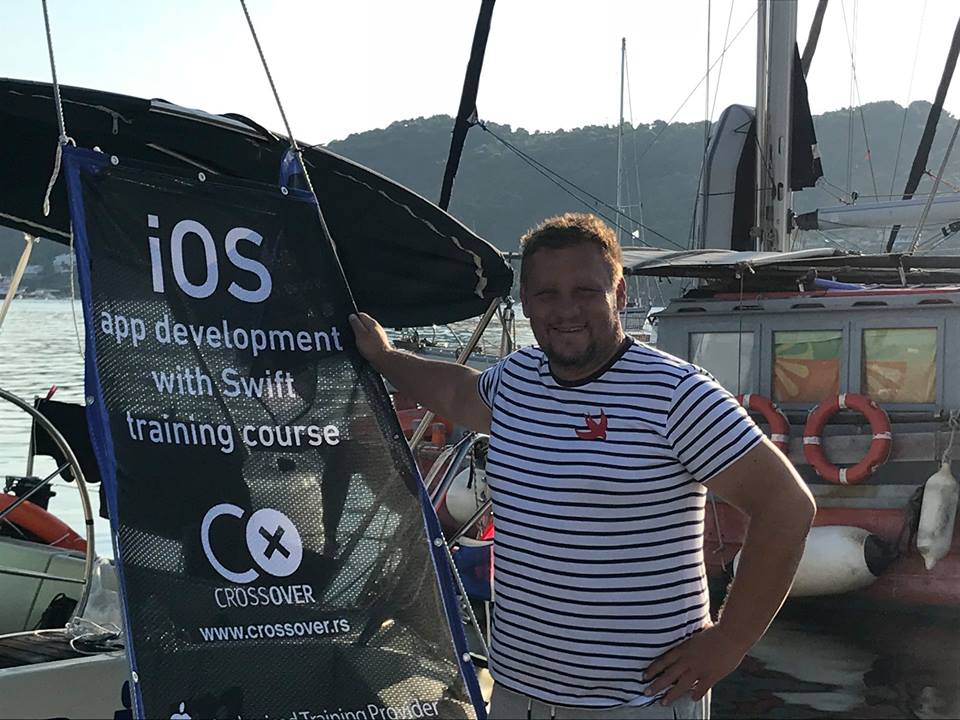 iOS
app development
with Swift
training course
CROSSOVER
www.crossover.rs
Training Provider